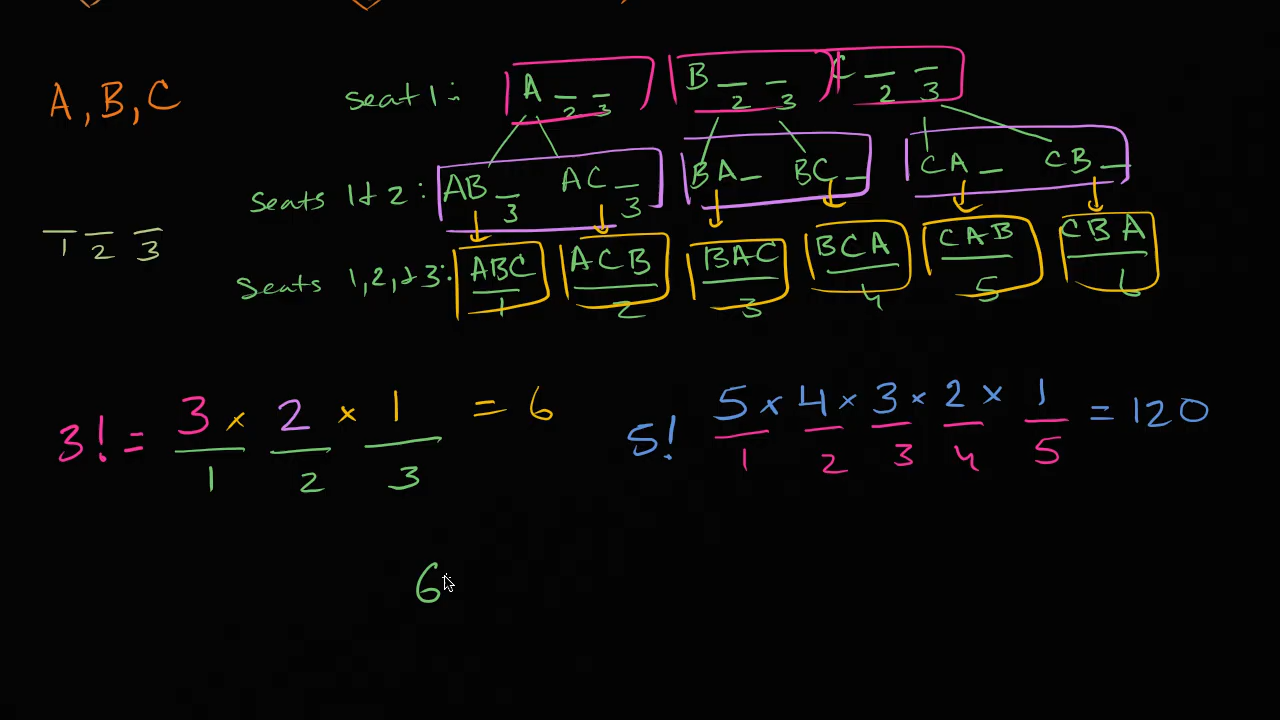 A, B, C
seat 1: A _ _ B _ _ C _ _
2 3 2 3 2 3
seats 1 & 2: AB _ AC _ BA _ BC _ CA _ CB _
3 3
1 2 3
seats 1, 2, & 3: ABC ACB BAC BCA CAB CBA
1 2 3 4 5 6
3! = 3 × 2 × 1 = 6
1 2 3
5! 5 × 4 × 3 × 2 × 1 = 120
1 2 3 4 5
6